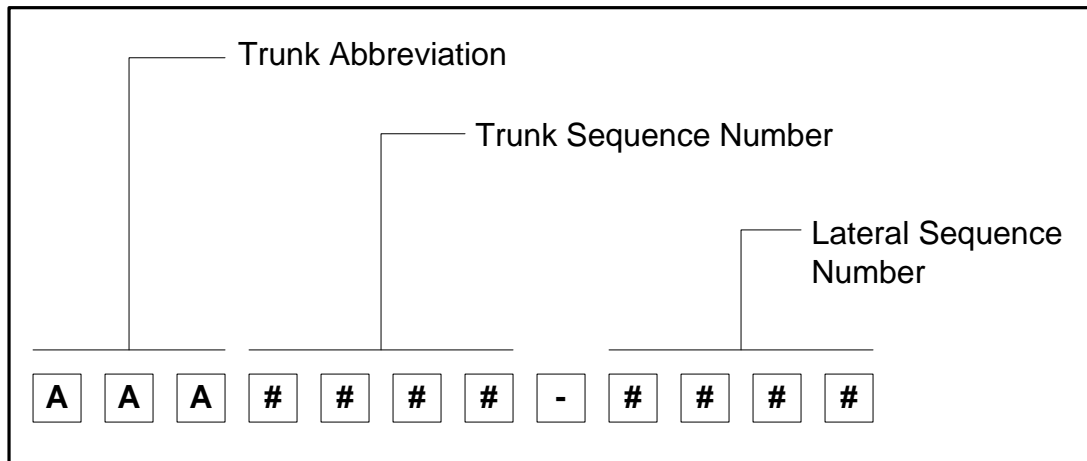 Trunk Abbreviation
Trunk Sequence Number
Lateral Sequence
Number
A A A # # # # - # # # #